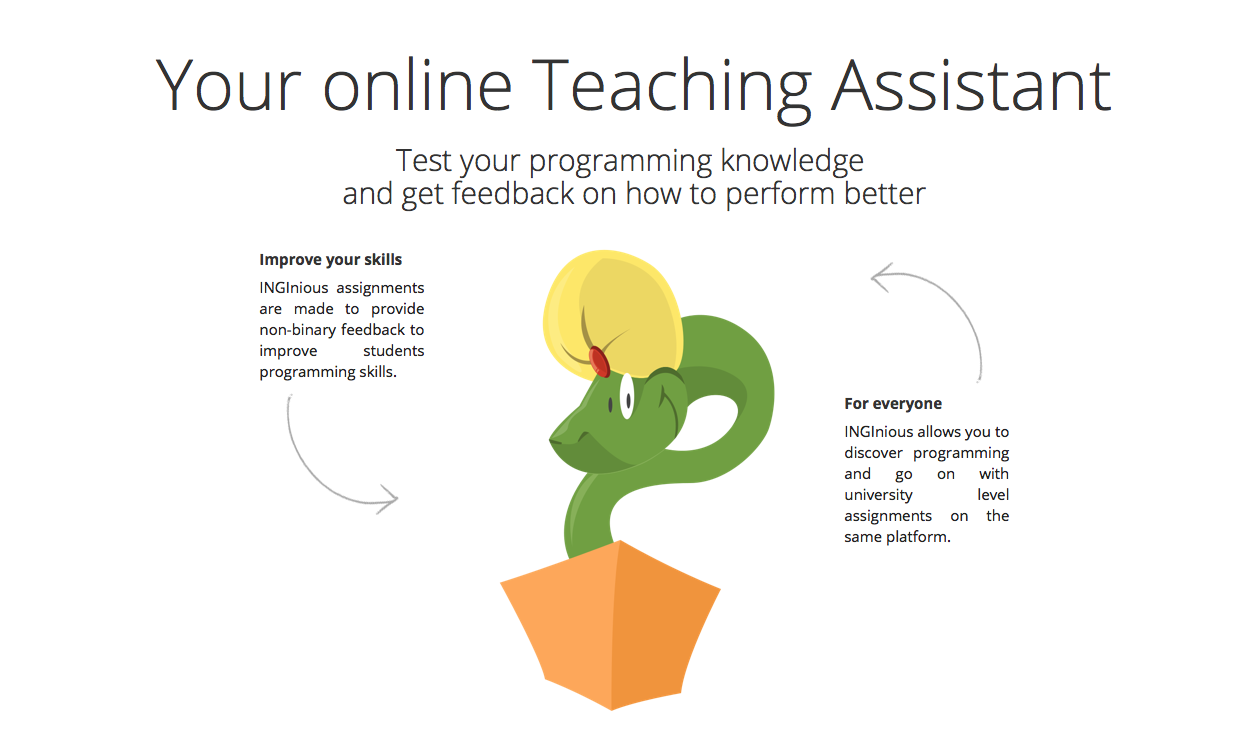 Your online Teaching Assistant
Test your programming knowledge
and get feedback on how to perform better
Improve your skills
INGInious assignments
are made to provide
non-binary feedback to
improve students
programming skills.
For everyone
INGInious allows you to
discover programming
and go on with
university level
assignments on the
same platform.